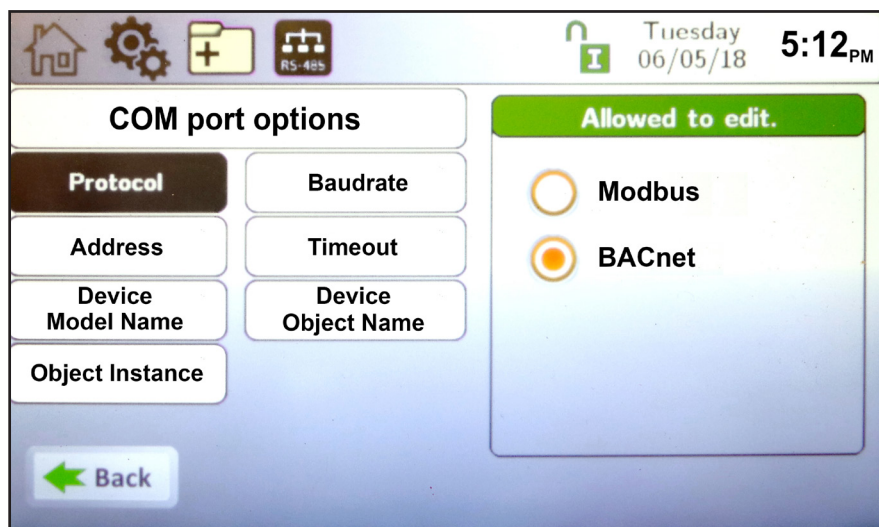 RS-485
I
Tuesday
06/05/18
5:12PM
COM port options
Allowed to edit.
Protocol
Baudrate
Modbus
Address
Timeout
BACnet
Device
Model Name
Device
Object Name
Object Instance
Back